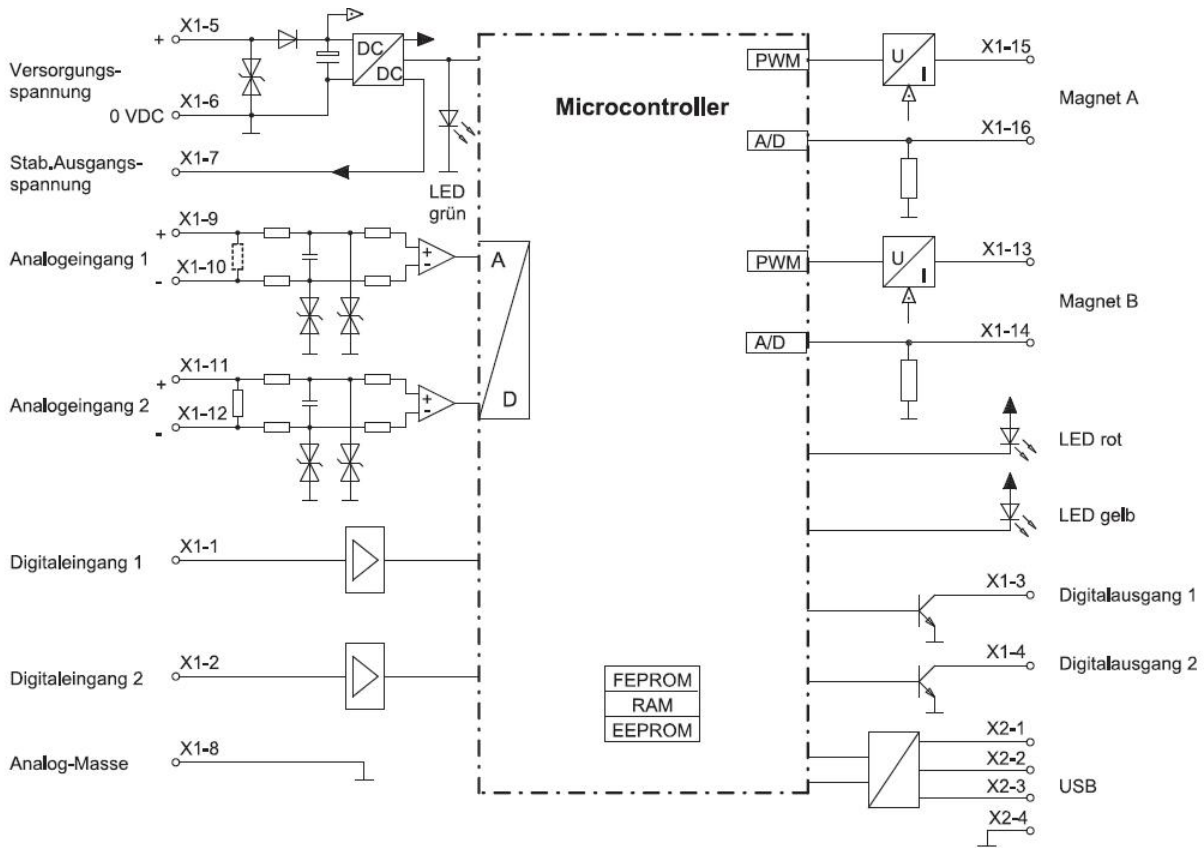 X1-5
+
Versorgungs-
spannung
X1-6
0 VDC
DC
DC
Stab.Ausgangs-
spannung
X1-7
LED
grün
X1-9
+
Analogeingang 1
X1-10
-
+
-
A
D
X1-11
+
Analogeingang 2
X1-12
-
+
-
Digitaleingang 1
X1-1
Digitaleingang 2
X1-2
Analog-Masse
X1-8
Microcontroller
FEPROM
RAM
EEPROM
PWM
U
I
X1-15
Magnet A
A/D
X1-16
PWM
U
I
X1-13
Magnet B
A/D
X1-14
LED rot
LED gelb
X1-3
Digitalausgang 1
X1-4
Digitalausgang 2
X2-1
X2-2
X2-3
USB
X2-4